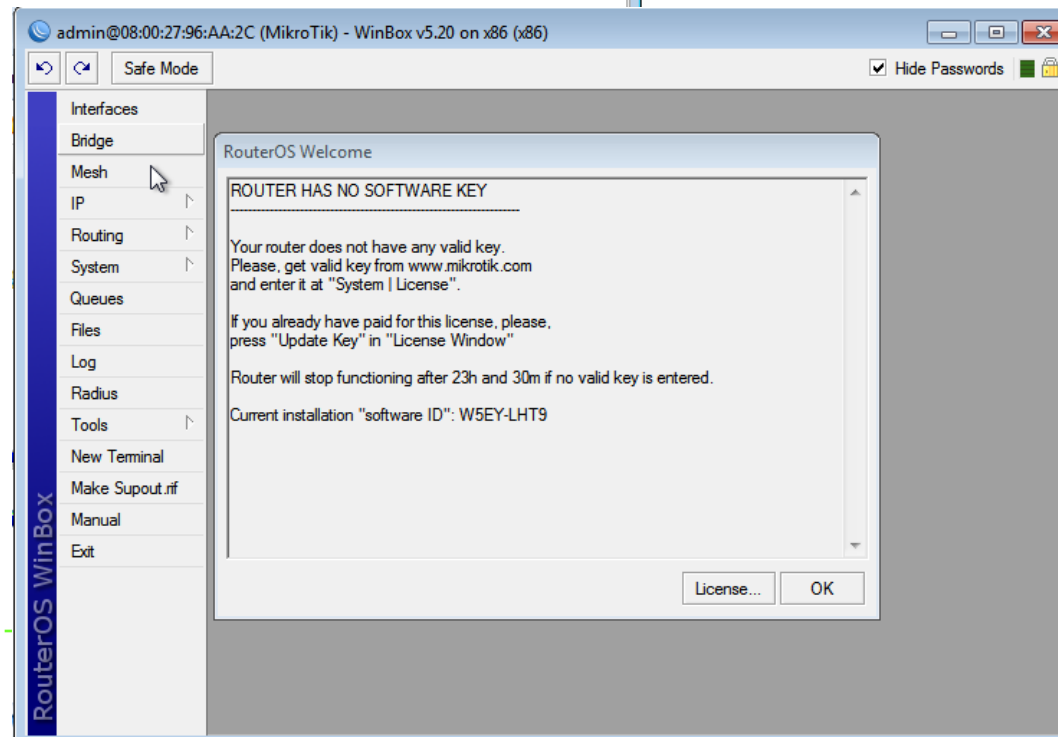 admin@08:00:27:96:AA:2C (MikroTik) - WinBox v5.20 on x86 (x86)
Safe Mode
Hide Passwords
Interfaces
Bridge
Mesh
IP
Routing
System
Queues
Files
Log
Radius
Tools
New Terminal
Make Supout.rif
Manual
Exit
RouterOS WinBox
RouterOS Welcome
ROUTER HAS NO SOFTWARE KEY
----------------------------------------------------------------------
Your router does not have any valid key.
Please, get valid key from www.mikrotik.com
and enter it at "System | License".
If you already have paid for this license, please,
press "Update Key" in "License Window"
Router will stop functioning after 23h and 30m if no valid key is entered.
Current installation "software ID": W5EY-LHT9
License...
OK